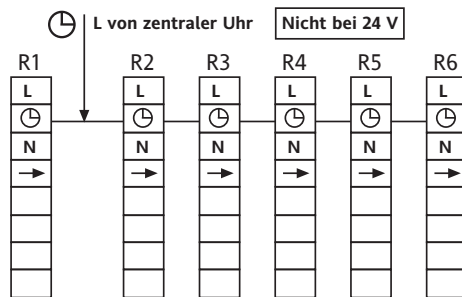 L von zentraler Uhr Nicht bei 24 V
R1 R2 R3 R4 R5 R6
L L L L L L
N N N N N N